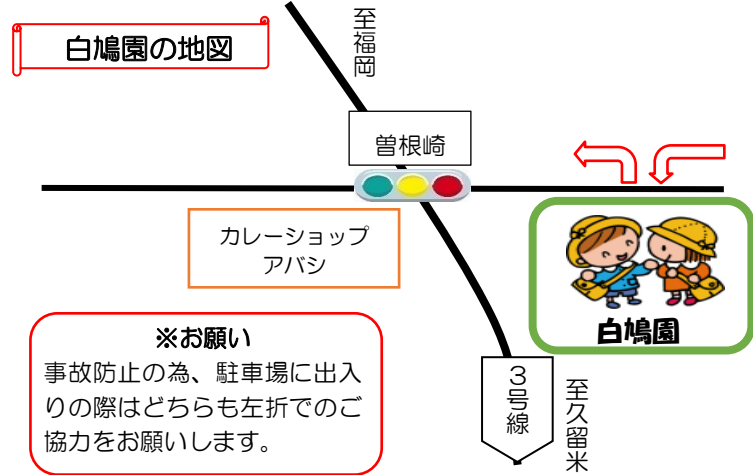 白鳩園の地図
至福岡
曽根崎
カレーショップ
アバシ
白鳩園
※お願い
事故防止の為、駐車場に出入
りの際はどちらも左折でのご
協力をお願いします。
3号線
至久留米